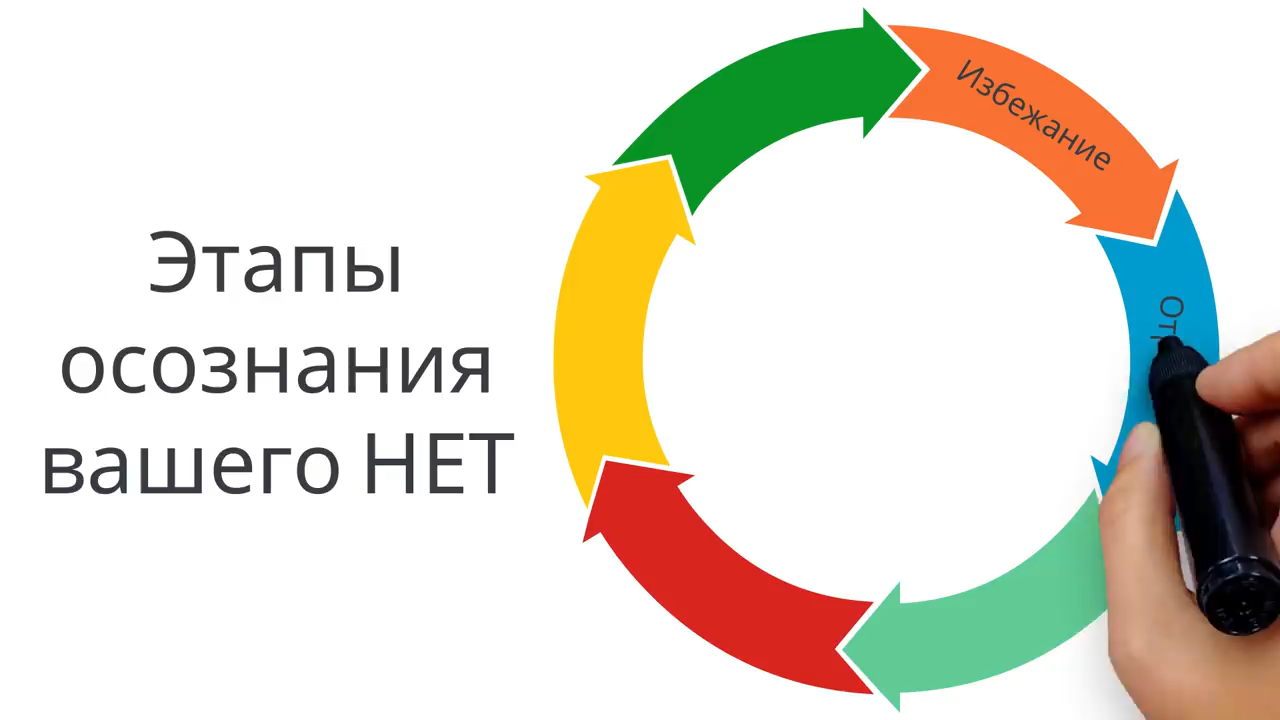 Этапы
осознания
вашего НЕТ
Избежание